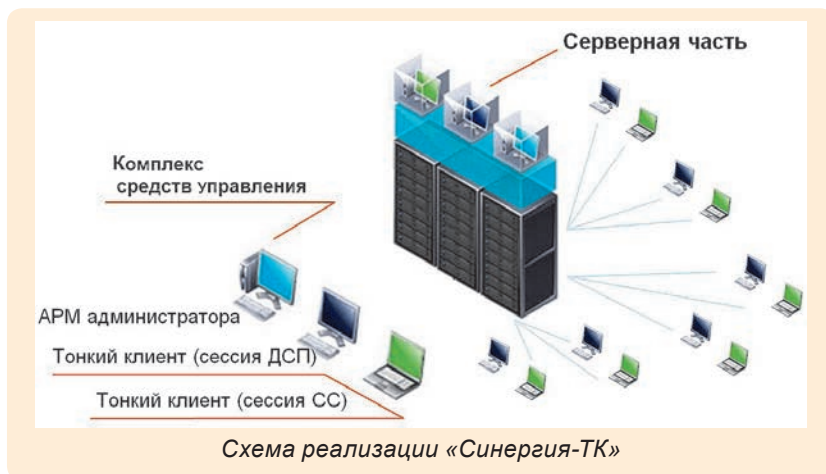 Серверная часть
Комплекс
средств управления
АРМ администратора
Тонкий клиент (сессия ДСП)
Тонкий клиент (сессия СС)
Схема реализации «Синергия-ТК»